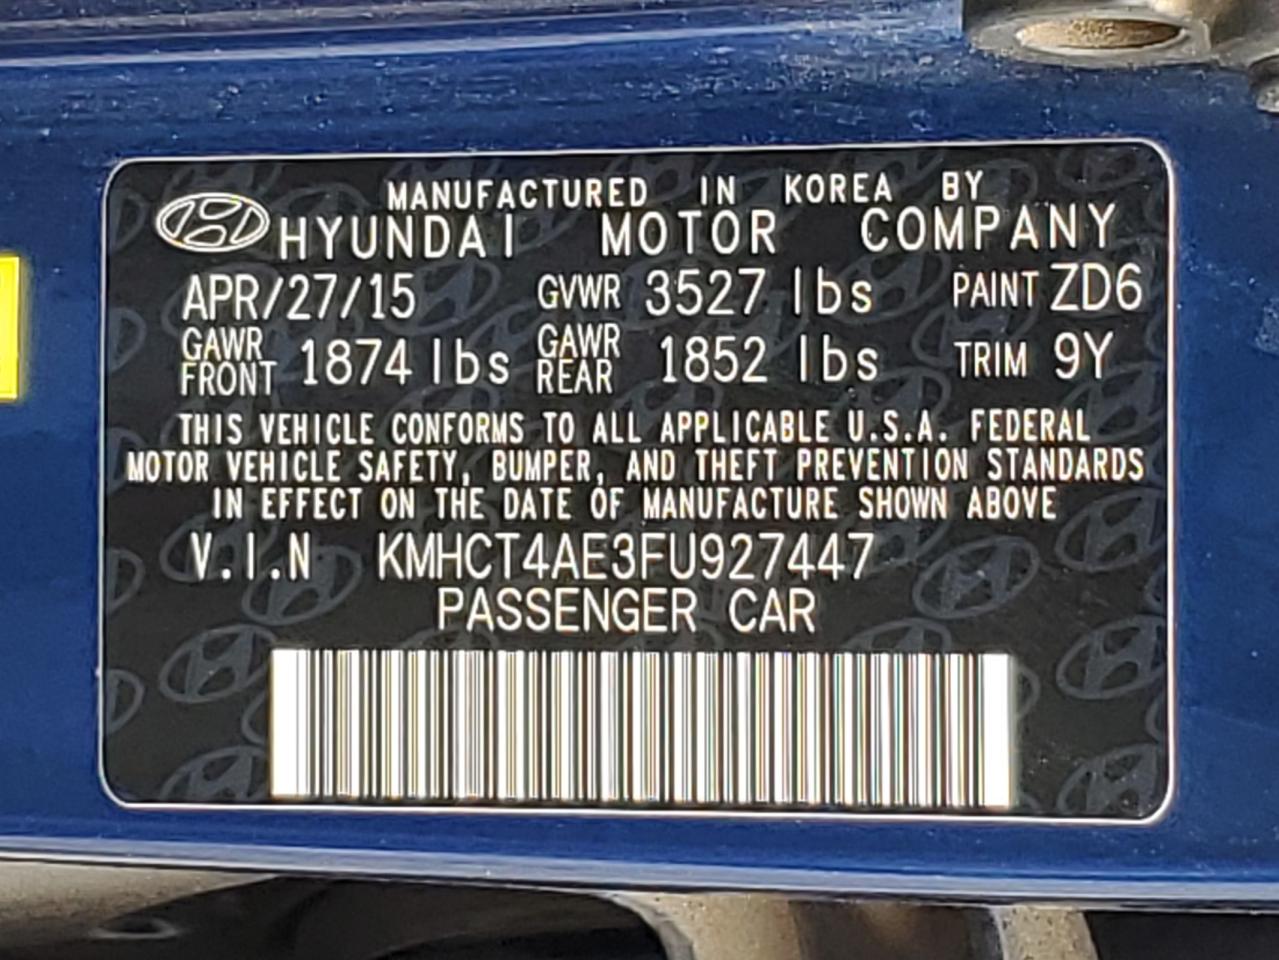 MANUFACTURED IN KOREA BY
HYUNDAI MOTOR COMPANY
APR/27/15 GVWR 3527 lbs PAINT ZD6
GAWR FRONT 1874 lbs GAWR REAR 1852 lbs TRIM 9Y
THIS VEHICLE CONFORMS TO ALL APPLICABLE U.S.A. FEDERAL
MOTOR VEHICLE SAFETY, BUMPER, AND THEFT PREVENTION STANDARDS
IN EFFECT ON THE DATE OF MANUFACTURE SHOWN ABOVE
V.I.N KMHCT4AE3FU927447
PASSENGER CAR